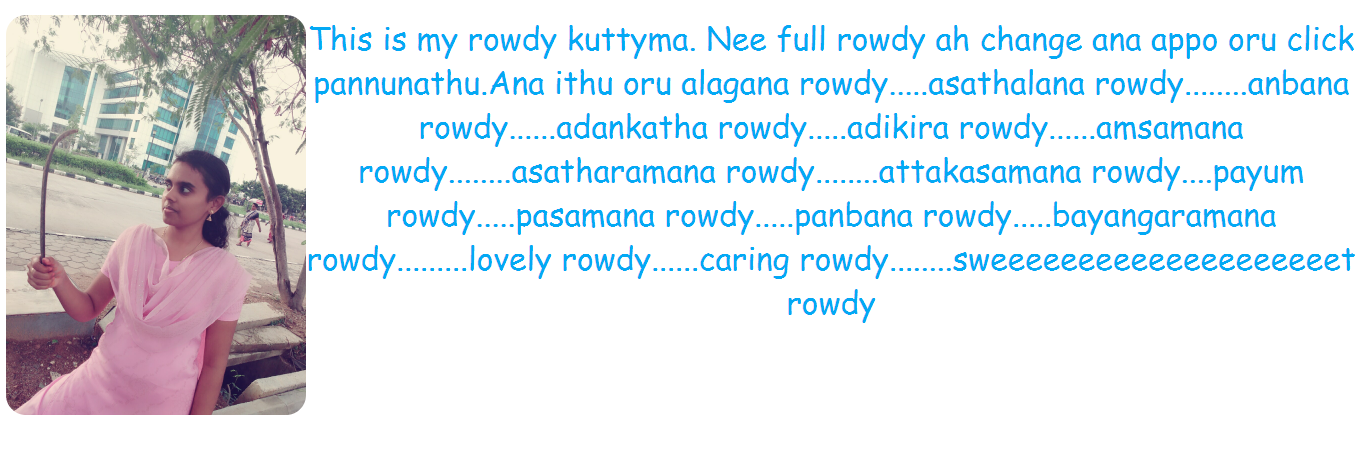 This is my rowdy kuttyma. Nee full rowdy ah change ana appo oru click
pannunathu.Ana ithu oru alagana rowdy.....asathalana rowdy........anbana
rowdy......adankatha rowdy.....adikira rowdy......amsamana
rowdy........asatharamana rowdy........attakasamana rowdy....payum
rowdy.....pasamana rowdy.....panbana rowdy.....bayangaramana
rowdy.........lovely rowdy......caring rowdy........sweeeeeeeeeeeeeeeeeeeet
rowdy